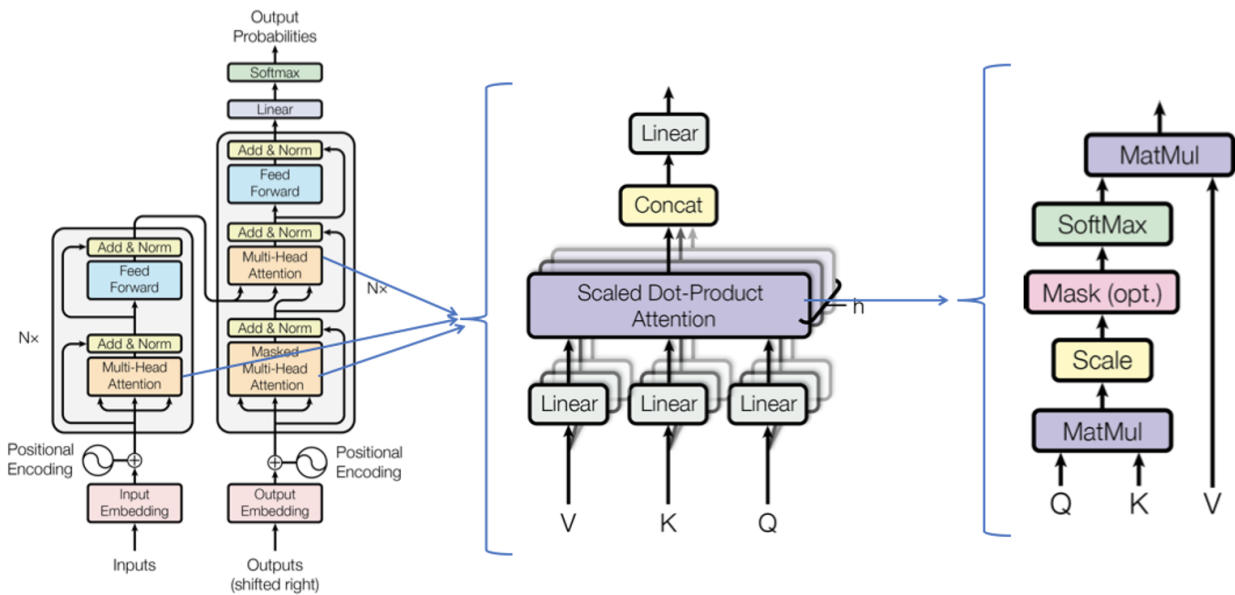 Output
Probabilities
Softmax
Linear
Add & Norm
Feed
Forward
Add & Norm
Multi-Head
Attention
N×
Add & Norm
Masked
Multi-Head
Attention
Add & Norm
Feed
Forward
N×
Add & Norm
Multi-Head
Attention
Positional
Encoding
Positional
Encoding
Input
Embedding
Output
Embedding
Inputs
Outputs
(shifted right)
Linear
Concat
Scaled Dot-Product
Attention
h
Linear
Linear
Linear
V
K
Q
MatMul
SoftMax
Mask (opt.)
Scale
MatMul
Q
K
V